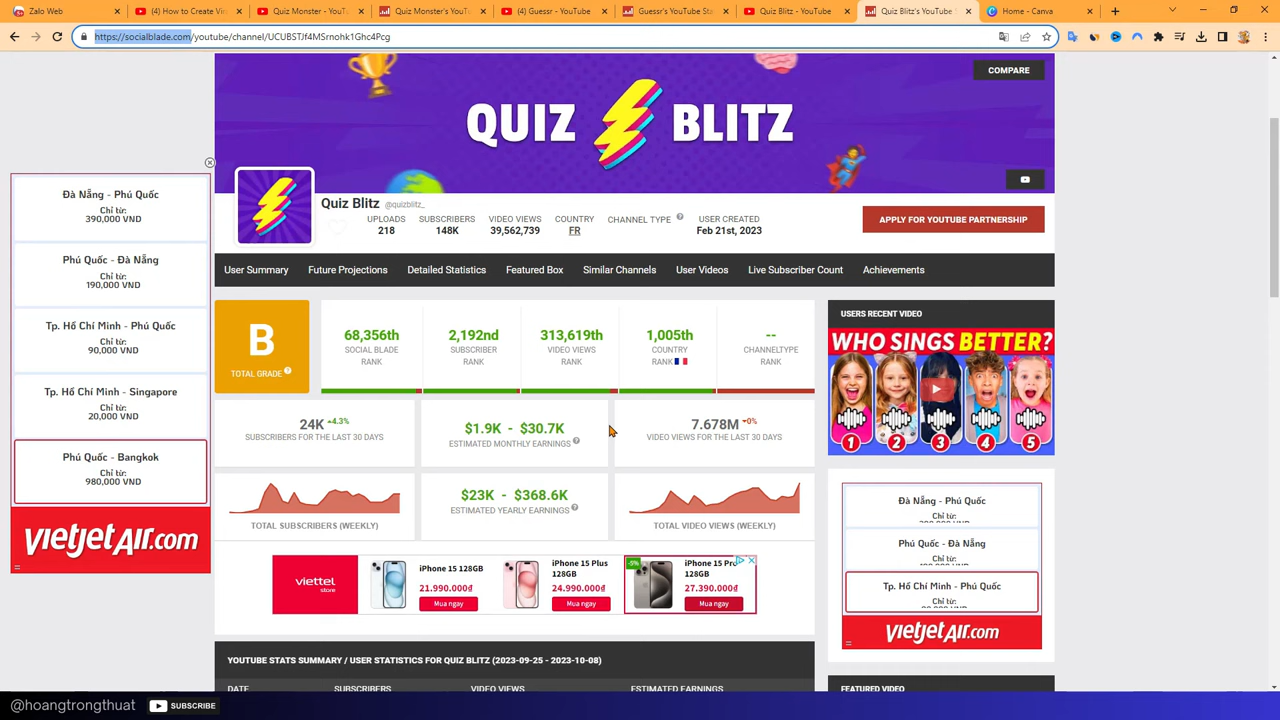 Zalo Web
(4) How to Create Vi
Quiz Monster - YouTu
Quiz Monster's YouTu
(4) Guessr - YouTube
Guessr's YouTube Sta
Quiz Blitz - YouTube
Quiz Blitz's YouTube
Home - Canva
https://socialblade.com/youtube/channel/UCUBSTJf4MSrnohk1Ghc4Pcg
COMPARE
QUIZ BLITZ
Quiz Blitz @quizblitz_
UPLOADS
218
SUBSCRIBERS
148K
VIDEO VIEWS
39,562,739
COUNTRY
FR
CHANNEL TYPE
USER CREATED
Feb 21st, 2023
APPLY FOR YOUTUBE PARTNERSHIP
User Summary
Future Projections
Detailed Statistics
Featured Box
Similar Channels
User Videos
Live Subscriber Count
Achievements
B
TOTAL GRADE
68,356th
SOCIAL BLADE
RANK
2,192nd
SUBSCRIBER
RANK
313,619th
VIDEO VIEWS
RANK
1,005th
COUNTRY
RANK
--
CHANNELTYPE
RANK
24K +4.3%
SUBSCRIBERS FOR THE LAST 30 DAYS
$1.9K - $30.7K
ESTIMATED MONTHLY EARNINGS
7.678M -0%
VIDEO VIEWS FOR THE LAST 30 DAYS
TOTAL SUBSCRIBERS (WEEKLY)
$23K - $368.6K
ESTIMATED YEARLY EARNINGS
TOTAL VIDEO VIEWS (WEEKLY)
viettel
store
iPhone 15 128GB
21.990.000₫
Mua ngay
iPhone 15 Plus
128GB
24.990.000₫
Mua ngay
-5%
iPhone 15 Pro
128GB
27.390.000₫
Mua ngay
YOUTUBE STATS SUMMARY / USER STATISTICS FOR QUIZ BLITZ (2023-09-25 - 2023-10-08)
DATE
SUBSCRIBERS
VIDEO VIEWS
ESTIMATED EARNINGS
Đà Nẵng - Phú Quốc
Chỉ từ:
390,000 VND
Phú Quốc - Đà Nẵng
Chỉ từ:
190,000 VND
Tp. Hồ Chí Minh - Phú Quốc
Chỉ từ:
90,000 VND
Tp. Hồ Chí Minh - Singapore
Chỉ từ:
20,000 VND
Phú Quốc - Bangkok
Chỉ từ:
980,000 VND
vietjetAir.com
USERS RECENT VIDEO
WHO SINGS BETTER?
1
2
3
4
5
Đà Nẵng - Phú Quốc
Chỉ từ:
Phú Quốc - Đà Nẵng
Chỉ từ:
Tp. Hồ Chí Minh - Phú Quốc
Chỉ từ:
vietjetAir.com
FEATURED VIDEO
@hoangtrongthuat
SUBSCRIBE